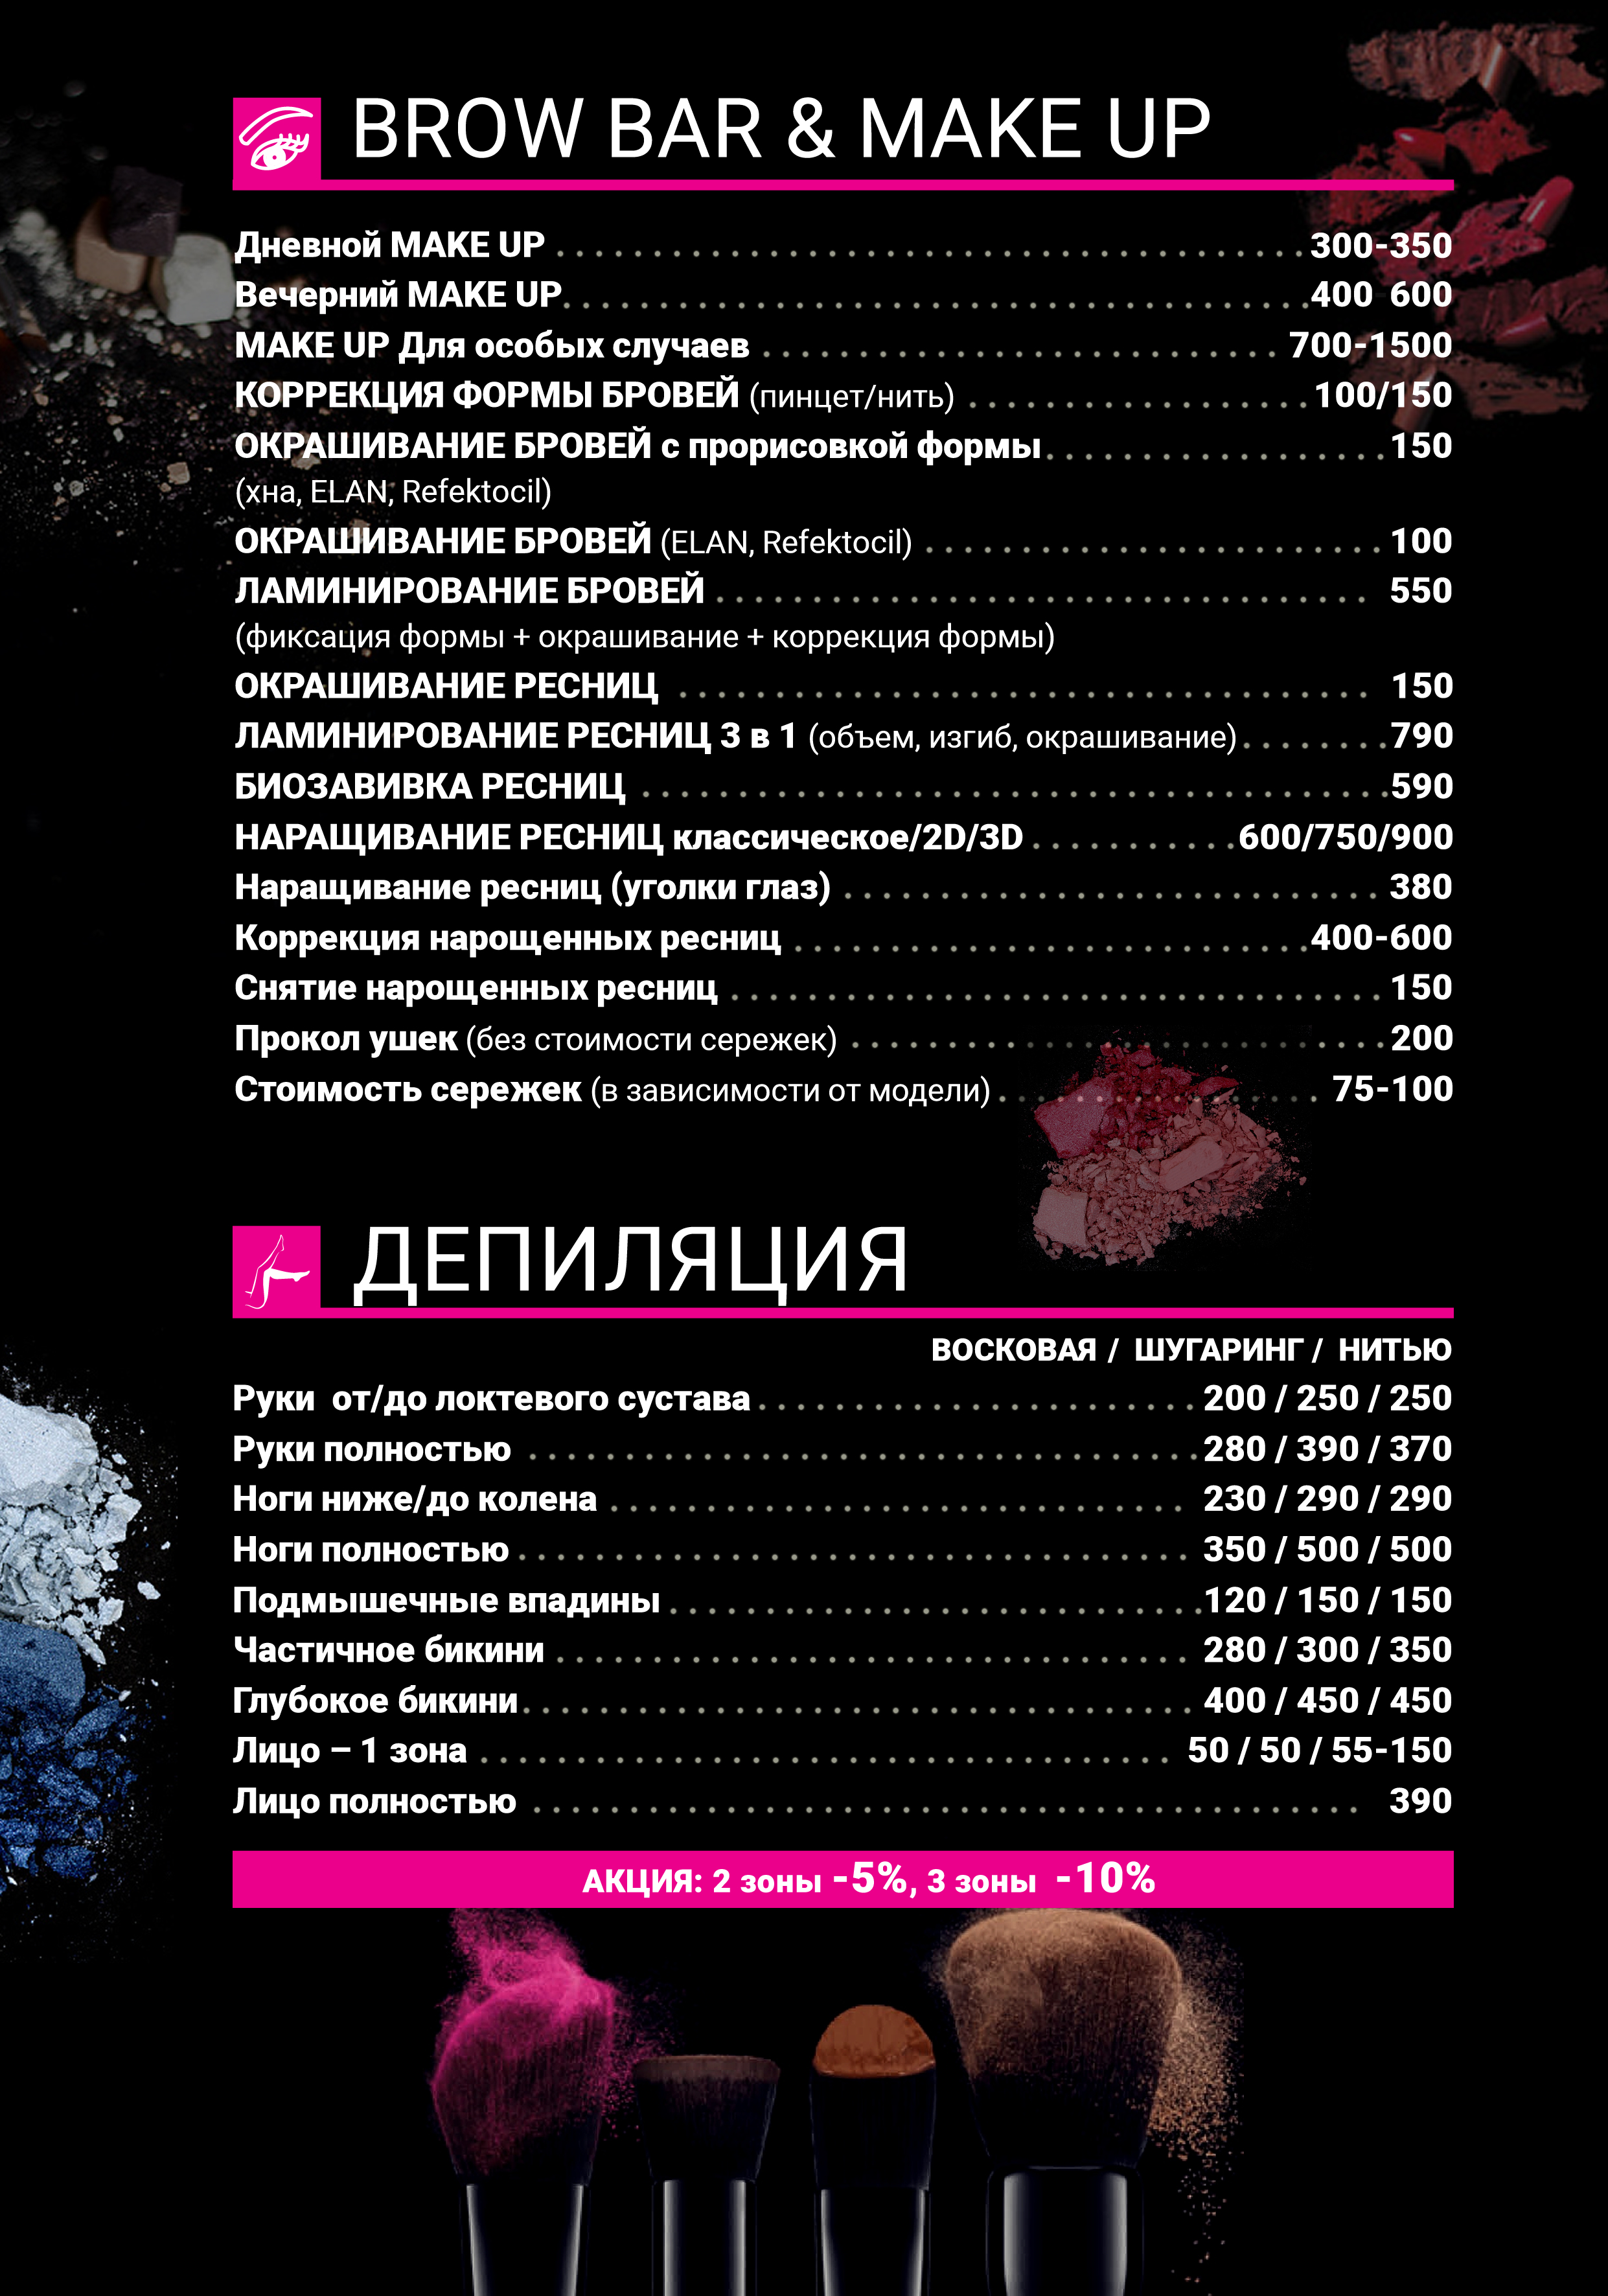 BROW BAR & MAKE UP
Дневной MAKE UP . . . . . . . . . . . . . . . . . . . . 300-350
Вечерний MAKE UP. . . . . . . . . . . . . . . . . . . . 400 600
MAKE UP Для особых случаев . . . . . . . . . . . . . . . . . . . . 700-1500
КОРРЕКЦИЯ ФОРМЫ БРОВЕЙ (пинцет/нить) . . . . . . . . . . . . . . . . . . 100/150
ОКРАШИВАНИЕ БРОВЕЙ с прорисовкой формы. . . . . . . . . . . . . . . . . . 150
(хна, ELAN, Refektocil)
ОКРАШИВАНИЕ БРОВЕЙ (ELAN, Refektocil) . . . . . . . . . . . . . . . . . . . . 100
ЛАМИНИРОВАНИЕ БРОВЕЙ . . . . . . . . . . . . . . . . . . . . 550
(фиксация формы + окрашивание + коррекция формы)
ОКРАШИВАНИЕ РЕСНИЦ . . . . . . . . . . . . . . . . . . . . 150
ЛАМИНИРОВАНИЕ РЕСНИЦ 3 в 1 (объем, изгиб, окрашивание). . . . . . . . 790
БИОЗАВИВКА РЕСНИЦ . . . . . . . . . . . . . . . . . . . . 590
НАРАЩИВАНИЕ РЕСНИЦ классическое/2D/3D . . . . . . . . . . . 600/750/900
Наращивание ресниц (уголки глаз) . . . . . . . . . . . . . . . . . . . . 380
Коррекция нарощенных ресниц . . . . . . . . . . . . . . . . . . . . 400-600
Снятие нарощенных ресниц . . . . . . . . . . . . . . . . . . . . 150
Прокол ушек (без стоимости сережек) . . . . . . . . . . . . . . . . . . . . 200
Стоимость сережек (в зависимости от модели) . . . . . . . . . . . . . . . . . 75-100
ДЕПИЛЯЦИЯ
ВОСКОВАЯ / ШУГАРИНГ / НИТЬЮ
Руки от/до локтевого сустава . . . . . . . . . . . . . . . . . . . . 200 / 250 / 250
Руки полностью . . . . . . . . . . . . . . . . . . . . 280 / 390 / 370
Ноги ниже/до колена . . . . . . . . . . . . . . . . . . . . 230 / 290 / 290
Ноги полностью . . . . . . . . . . . . . . . . . . . . 350 / 500 / 500
Подмышечные впадины . . . . . . . . . . . . . . . . . . . . 120 / 150 / 150
Частичное бикини . . . . . . . . . . . . . . . . . . . . 280 / 300 / 350
Глубокое бикини . . . . . . . . . . . . . . . . . . . . 400 / 450 / 450
Лицо – 1 зона . . . . . . . . . . . . . . . . . . . . 50 / 50 / 55-150
Лицо полностью . . . . . . . . . . . . . . . . . . . . 390
АКЦИЯ: 2 зоны -5%, 3 зоны -10%